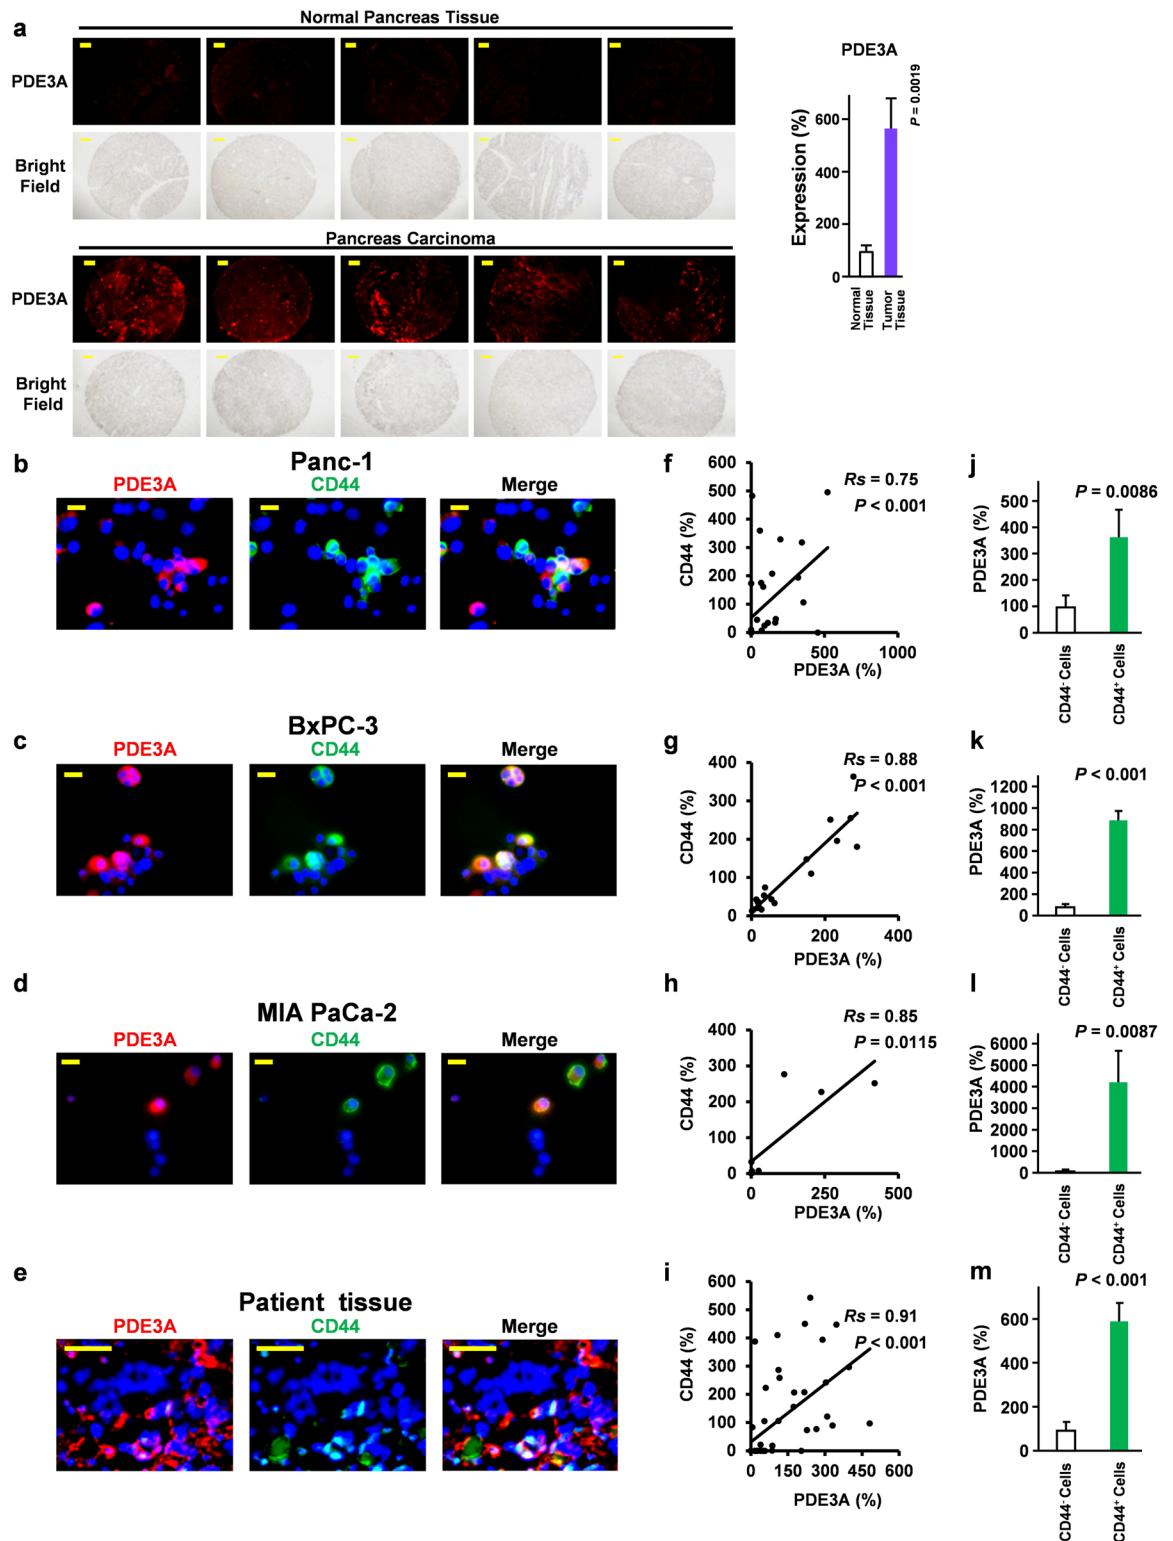 a
Normal Pancreas Tissue
PDE3A
Bright
Field
Pancreas Carcinoma
PDE3A
Bright
Field
PDE3A
P = 0.0019
Expression (%)
600
400
200
0
Normal
Tissue
Tumor
Tissue
b
Panc-1
PDE3A CD44 Merge
f
600
500
400
300
200
100
0
CD44 (%)
Rs = 0.75
P < 0.001
0 500 1000
PDE3A (%)
j
P = 0.0086
500
400
300
200
100
0
PDE3A (%)
CD44- Cells
CD44+ Cells
c
BxPC-3
PDE3A CD44 Merge
g
400
300
200
100
0
CD44 (%)
Rs = 0.88
P < 0.001
0 200 400
PDE3A (%)
k
P < 0.001
1200
1000
800
600
400
200
0
PDE3A (%)
CD44- Cells
CD44+ Cells
d
MIA PaCa-2
PDE3A CD44 Merge
h
400
300
200
100
0
CD44 (%)
Rs = 0.85
P = 0.0115
0 250 500
PDE3A (%)
l
P = 0.0087
6000
5000
4000
3000
2000
1000
0
PDE3A (%)
CD44- Cells
CD44+ Cells
e
Patient tissue
PDE3A CD44 Merge
i
600
500
400
300
200
100
0
CD44 (%)
Rs = 0.91
P < 0.001
0 150 300 450 600
PDE3A (%)
m
P < 0.001
600
400
200
0
PDE3A (%)
CD44- Cells
CD44+ Cells